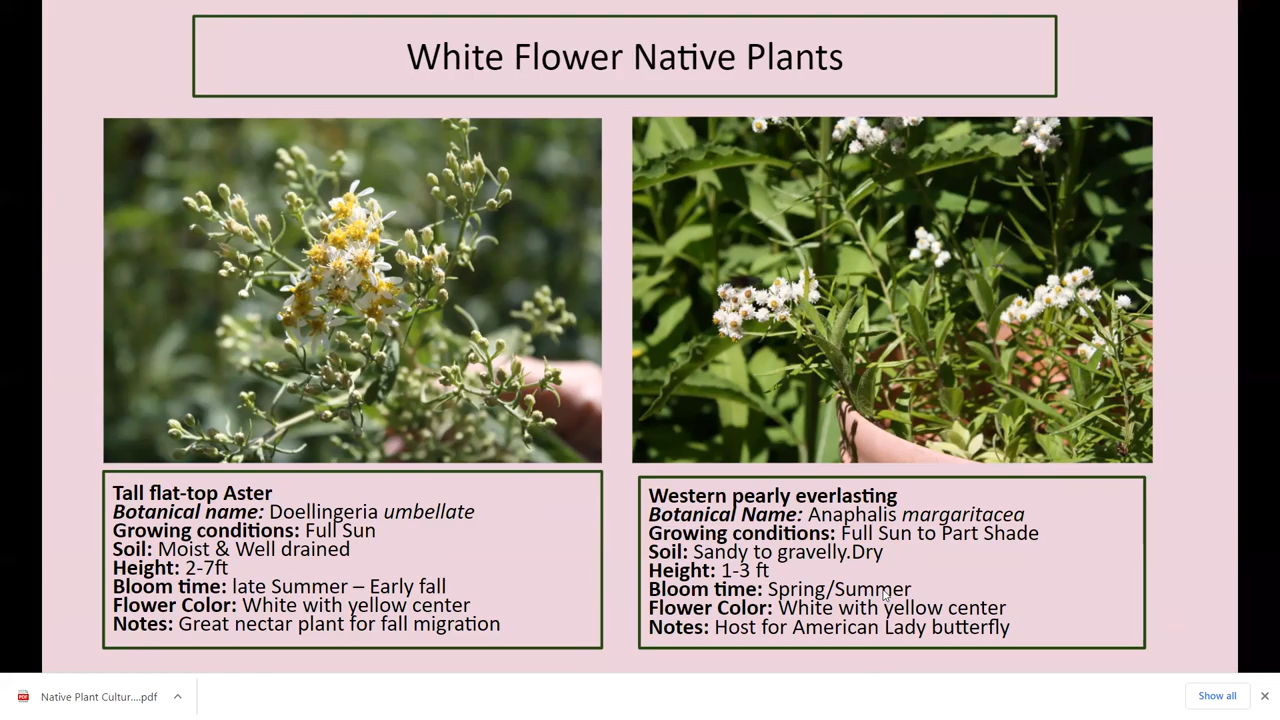 White Flower Native Plants
Tall flat-top Aster
Botanical name: Doellingeria umbellate
Growing conditions: Full Sun
Soil: Moist & Well drained
Height: 2-7ft
Bloom time: late Summer – Early fall
Flower Color: White with yellow center
Notes: Great nectar plant for fall migration
Western pearly everlasting
Botanical Name: Anaphalis margaritacea
Growing conditions: Full Sun to Part Shade
Soil: Sandy to gravelly.Dry
Height: 1-3 ft
Bloom time: Spring/Summer
Flower Color: White with yellow center
Notes: Host for American Lady butterfly
Native Plant Cultur....pdf
Show all